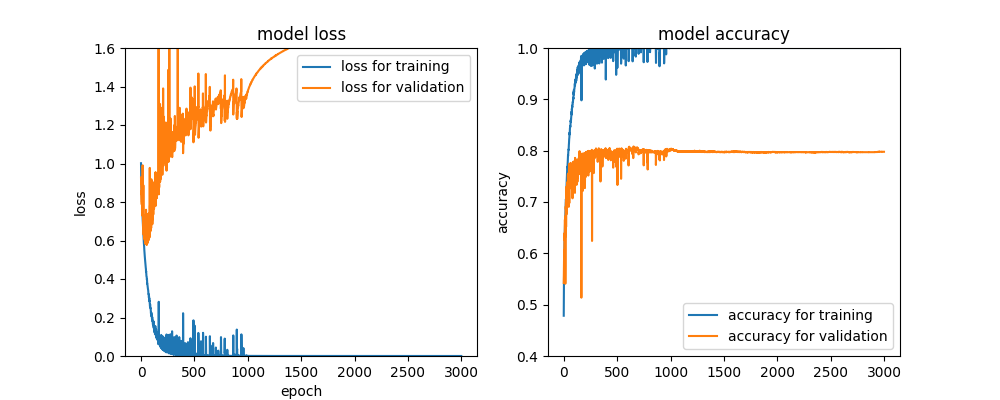 model loss
1.6
1.4
1.2
1.0
0.8
0.6
0.4
0.2
0.0
loss
0 500 1000 1500 2000 2500 3000
epoch
loss for training
loss for validation
model accuracy
1.0
0.9
0.8
0.7
0.6
0.5
0.4
accuracy
0 500 1000 1500 2000 2500 3000
accuracy for training
accuracy for validation